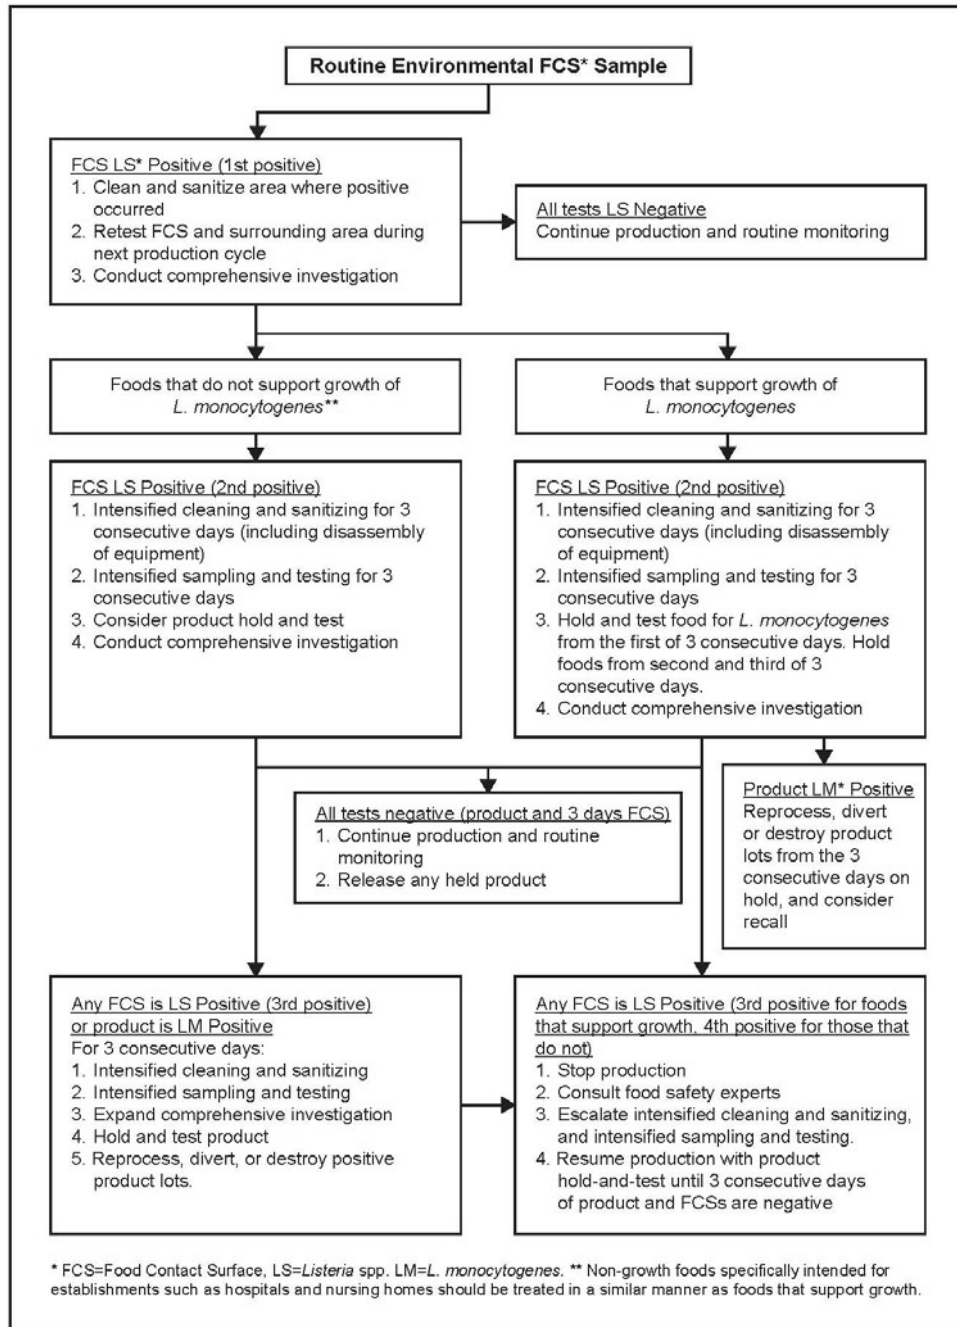 Routine Environmental FCS* Sample
FCS LS* Positive (1st positive)
1. Clean and sanitize area where positive
occurred
2. Retest FCS and surrounding area during
next production cycle
3. Conduct comprehensive investigation
All tests LS Negative
Continue production and routine monitoring
Foods that do not support growth of
L. monocytogenes**
Foods that support growth of
L. monocytogenes
FCS LS Positive (2nd positive)
1. Intensified cleaning and sanitizing for 3
consecutive days (including disassembly
of equipment)
2. Intensified sampling and testing for 3
consecutive days
3. Consider product hold and test
4. Conduct comprehensive investigation
FCS LS Positive (2nd positive)
1. Intensified cleaning and sanitizing for 3
consecutive days (including disassembly
of equipment)
2. Intensified sampling and testing for 3
consecutive days
3. Hold and test food for L. monocytogenes
from the first of 3 consecutive days. Hold
foods from second and third of 3
consecutive days.
4. Conduct comprehensive investigation
All tests negative (product and 3 days FCS)
1. Continue production and routine
monitoring
2. Release any held product
Product LM* Positive
Reprocess, divert
or destroy product
lots from the 3
consecutive days on
hold, and consider
recall
Any FCS is LS Positive (3rd positive)
or product is LM Positive
For 3 consecutive days:
1. Intensified cleaning and sanitizing
2. Intensified sampling and testing
3. Expand comprehensive investigation
4. Hold and test product
5. Reprocess, divert, or destroy positive
product lots.
Any FCS is LS Positive (3rd positive for foods
that support growth, 4th positive for those that
do not)
1. Stop production
2. Consult food safety experts
3. Escalate intensified cleaning and sanitizing,
and intensified sampling and testing.
4. Resume production with product
hold-and-test until 3 consecutive days
of product and FCSs are negative
* FCS=Food Contact Surface, LS=Listeria spp. LM=L. monocytogenes. ** Non-growth foods specifically intended for
establishments such as hospitals and nursing homes should be treated in a similar manner as foods that support growth.